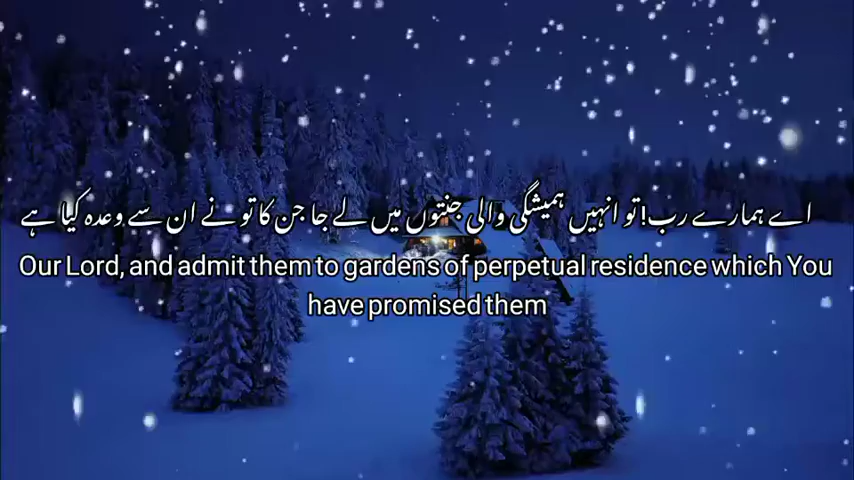 اے ہمارے رب! تو انہیں ہمیشگی والی جنتوں میں لے جا جن کا تو نے ان سے وعدہ کیا ہے
Our Lord, and admit them to gardens of perpetual residence which You
have promised them